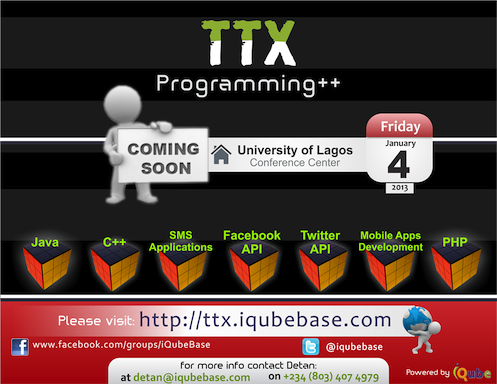 TTX
Programming++
COMING
SOON
University of Lagos
Conference Center
Friday
January
4
2013
Java
C++
SMS
Applications
Facebook
API
Twitter
API
Mobile Apps
Development
PHP
Please visit: http://ttx.iqubebase.com
www.facebook.com/groups/iQubeBase
@iqubebase
for more info contact Detan:
at detan@iqubebase.com on +234 (803) 407 4979
Powered by iQube